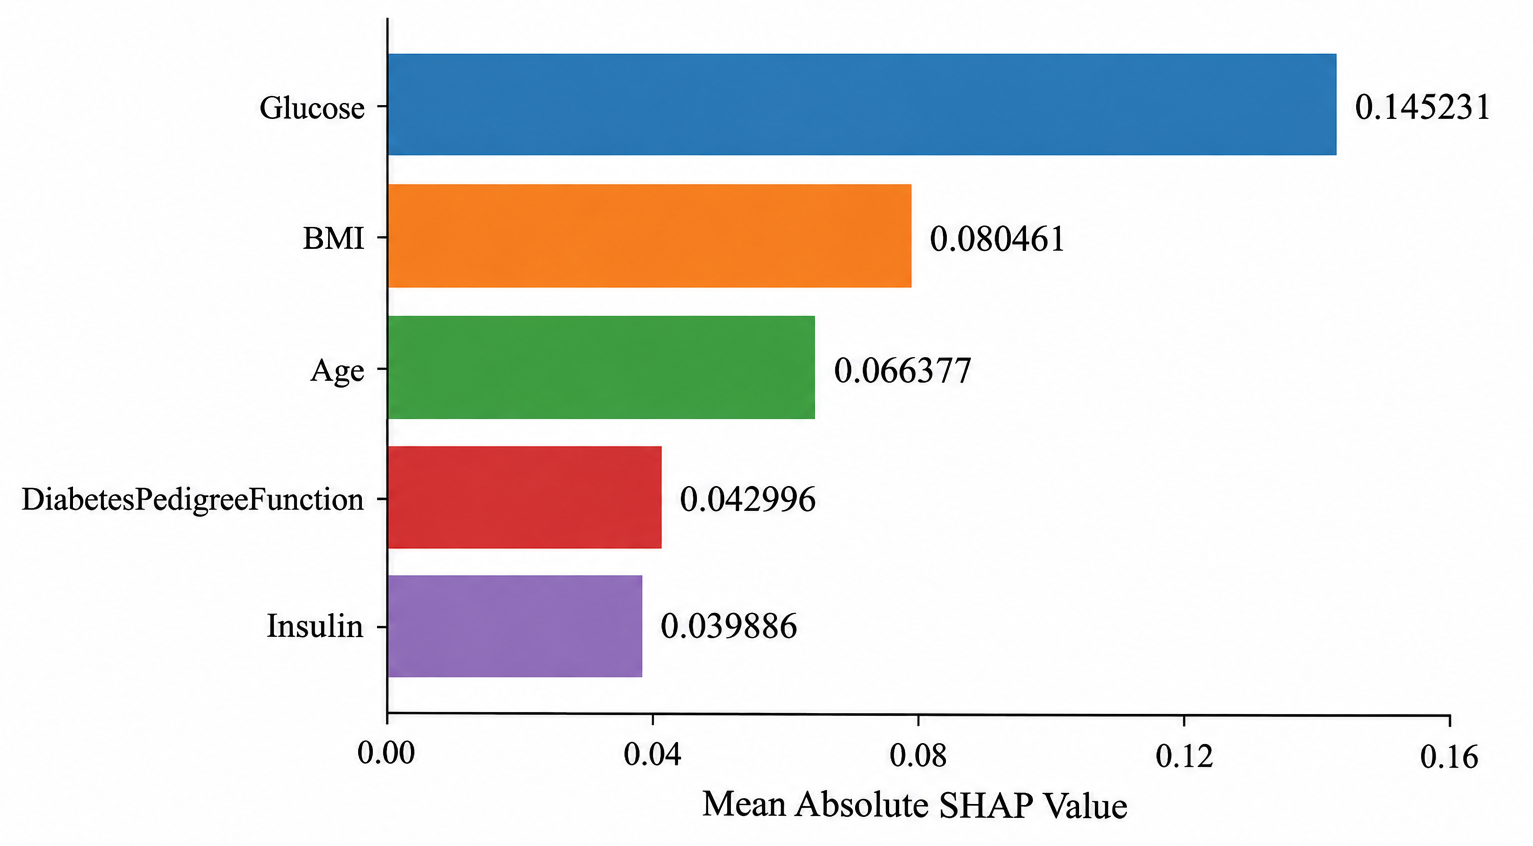 Glucose 0.145231
BMI 0.080461
Age 0.066377
DiabetesPedigreeFunction 0.042996
Insulin 0.039886
0.00 0.04 0.08 0.12 0.16
Mean Absolute SHAP Value